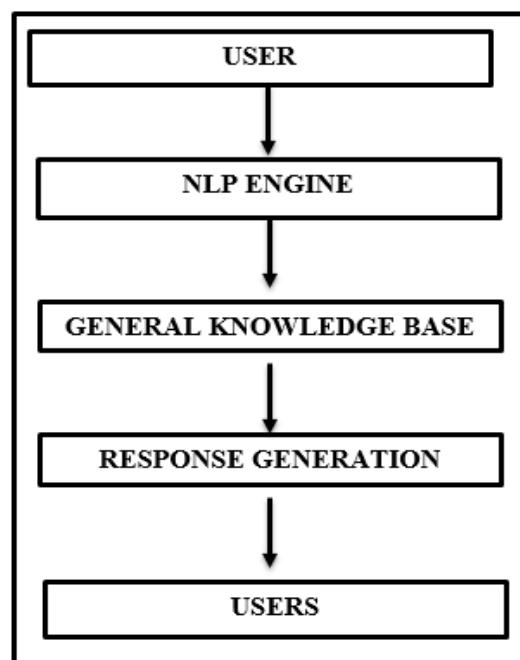 USER
NLP ENGINE
GENERAL KNOWLEDGE BASE
RESPONSE GENERATION
USERS